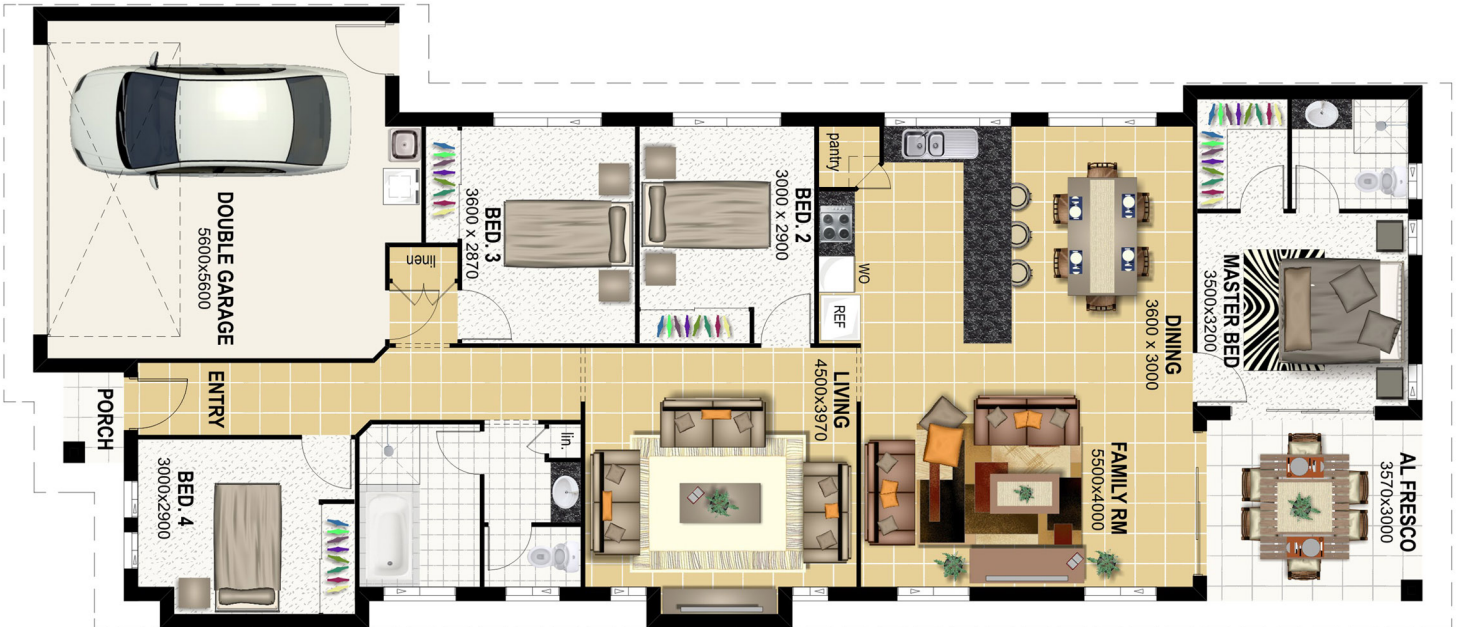 DOUBLE GARAGE
5600x5600
linen
BED. 3
3600 x 2870
BED. 2
3000 x 2900
pantry
WO
REF
DINING
3600 x 3000
MASTER BED
3500x3200
PORCH
ENTRY
BED. 4
3000x2900
lin.
LIVING
4500x3970
FAMILY RM
5500x4000
AL FRESCO
3570x3000